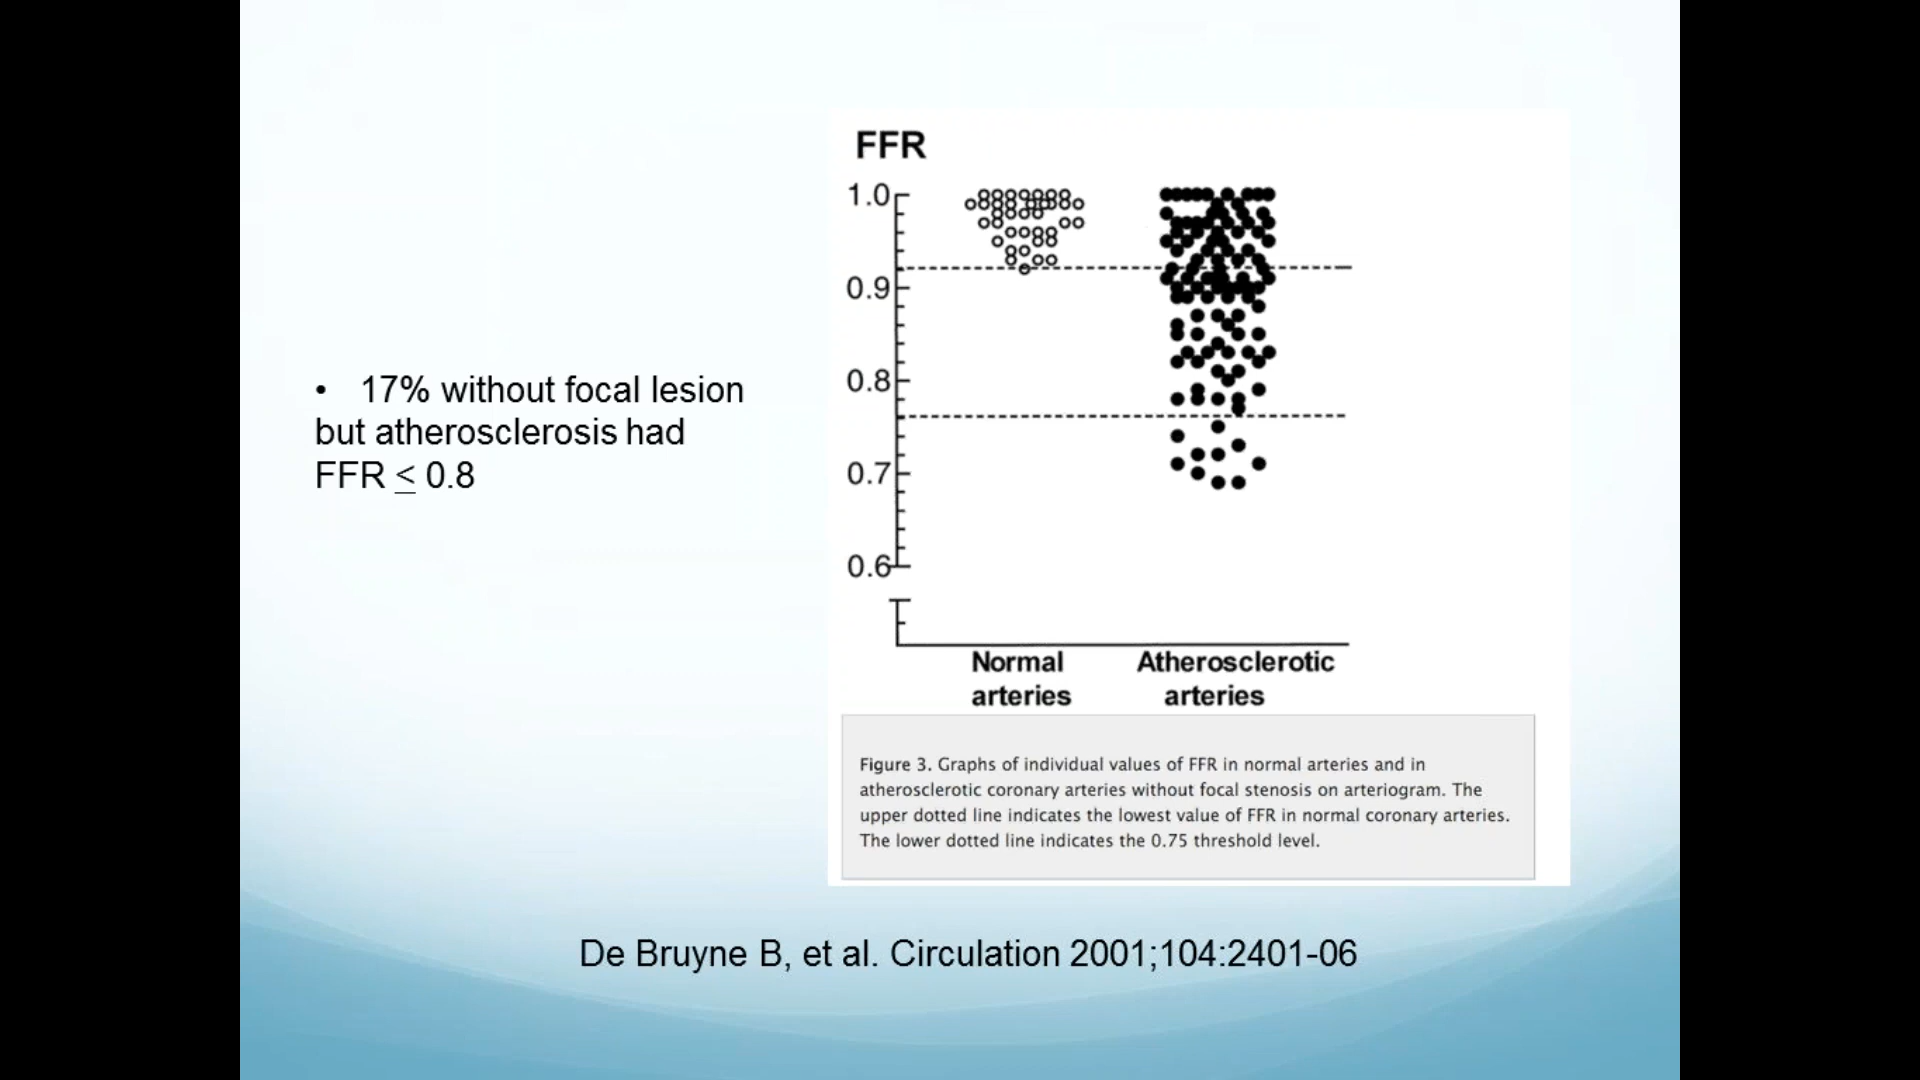 FFR
1.0
0.9
0.8
0.7
0.6
Normal arteries
Atherosclerotic arteries
• 17% without focal lesion
but atherosclerosis had
FFR ≤ 0.8
Figure 3. Graphs of individual values of FFR in normal arteries and in
atherosclerotic coronary arteries without focal stenosis on arteriogram. The
upper dotted line indicates the lowest value of FFR in normal coronary arteries.
The lower dotted line indicates the 0.75 threshold level.
De Bruyne B, et al. Circulation 2001;104:2401-06